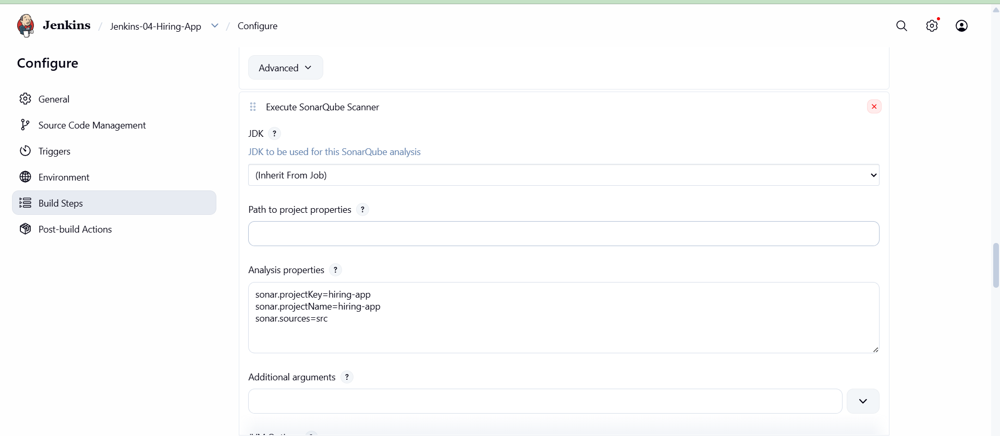 Jenkins / Jenkins-04-Hiring-App / Configure
Configure
General
Source Code Management
Triggers
Environment
Build Steps
Post-build Actions
Advanced
Execute SonarQube Scanner
JDK ?
JDK to be used for this SonarQube analysis
(Inherit From Job)
Path to project properties ?
Analysis properties ?
sonar.projectKey=hiring-app
sonar.projectName=hiring-app
sonar.sources=src
Additional arguments ?